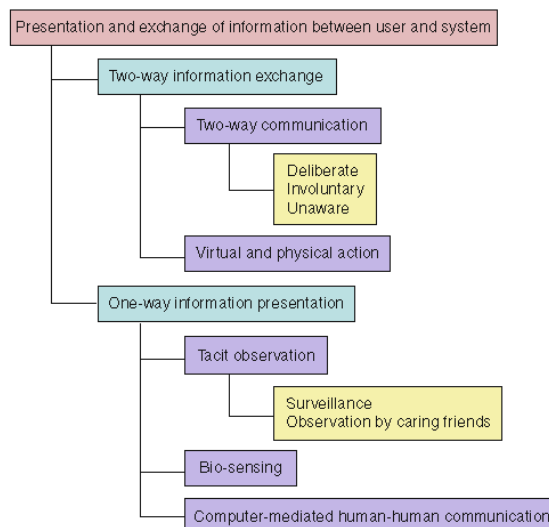 Presentation and exchange of information between user and system
Two-way information exchange
Two-way communication
Deliberate
Involuntary
Unaware
Virtual and physical action
One-way information presentation
Tacit observation
Surveillance
Observation by caring friends
Bio-sensing
Computer-mediated human-human communication